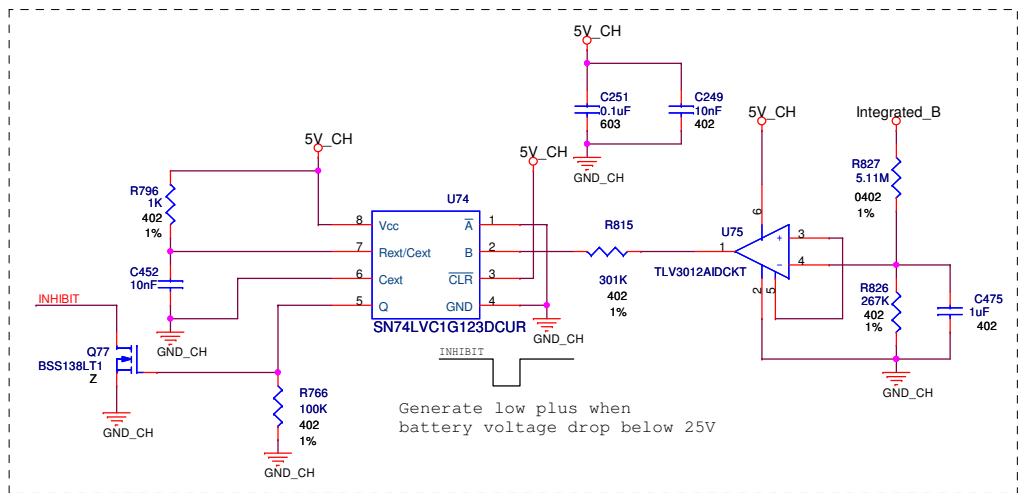 5V_CH
C251
0.1uF
603
C249
10nF
402
GND_CH
5V_CH
Integrated_B
R827
5.11M
0402
1%
5V_CH
5V_CH
R796
1K
402
1%
C452
10nF
GND_CH
U74
8 Vcc A 1
7 Rext/Cext B 2
6 Cext CLR 3
5 Q GND 4
SN74LVC1G123DCUR
GND_CH
R815
301K
402
1%
U75
TLV3012AIDCKT
6
1
+ 3
- 4
2
5
R826
267K
402
1%
C475
1uF
402
GND_CH
INHIBIT
Q77
BSS138LT1
Z
GND_CH
R766
100K
402
1%
GND_CH
INHIBIT
Generate low plus when
battery voltage drop below 25V